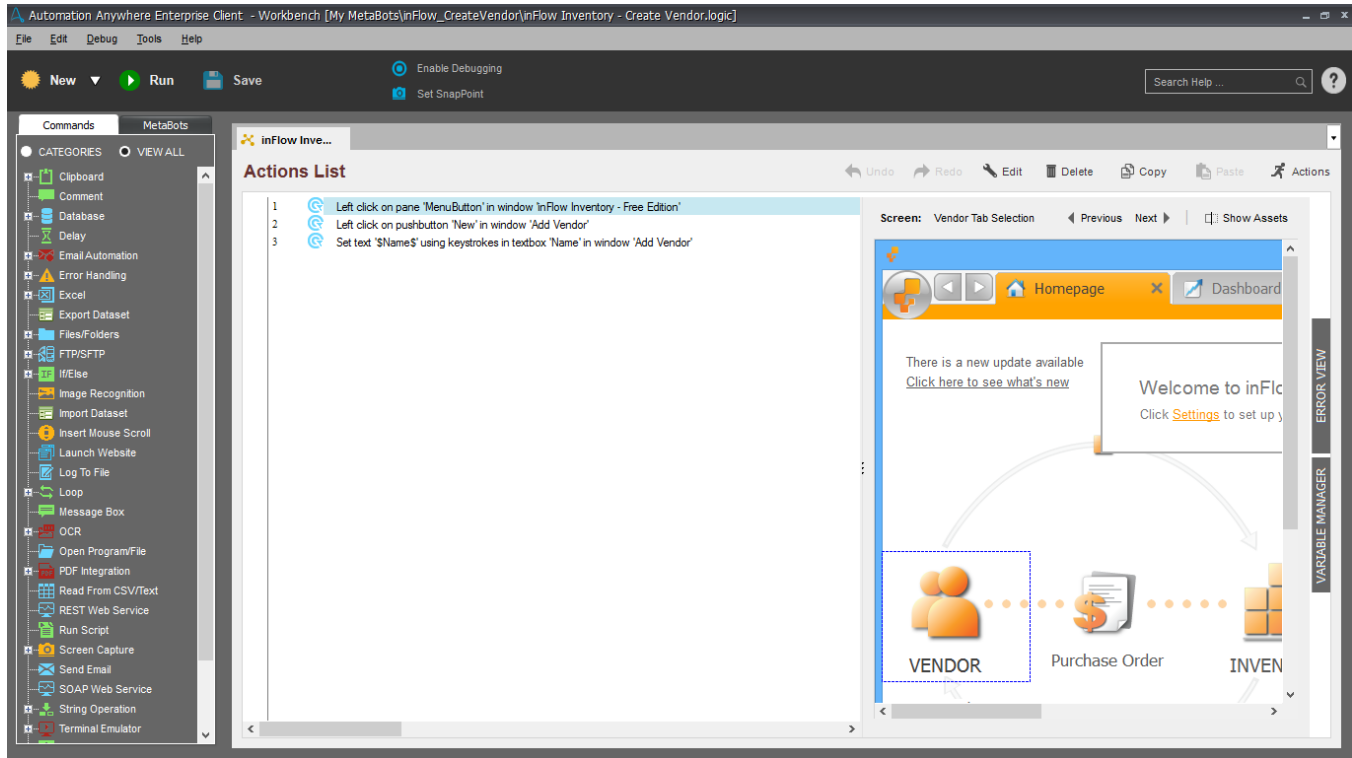 Automation Anywhere Enterprise Client - Workbench [My MetaBots\inFlow_CreateVendor\inFlow Inventory - Create Vendor.logic]
File Edit Debug Tools Help
New Run Save
Enable Debugging
Set SnapPoint
Search Help ...
?
Commands MetaBots
CATEGORIES VIEW ALL
Clipboard
Comment
Database
Delay
Email Automation
Error Handling
Excel
Export Dataset
Files/Folders
FTP/SFTP
IF If/Else
Image Recognition
Import Dataset
Insert Mouse Scroll
Launch Website
Log To File
Loop
Message Box
OCR
Open Program/File
PDF Integration
Read From CSV/Text
REST Web Service
Run Script
Screen Capture
Send Email
SOAP Web Service
String Operation
Terminal Emulator
inFlow Inve...
Actions List
Undo Redo Edit Delete Copy Paste Actions
1 Left click on pane 'MenuButton' in window 'inFlow Inventory - Free Edition'
2 Left click on pushbutton 'New' in window 'Add Vendor'
3 Set text '$Name$' using keystrokes in textbox 'Name' in window 'Add Vendor'
Screen: Vendor Tab Selection Previous Next Show Assets
Homepage Dashboard
There is a new update available
Click here to see what's new
Welcome to inFlo
Click Settings to set up y
VENDOR
Purchase Order
INVEN
ERROR VIEW
VARIABLE MANAGER